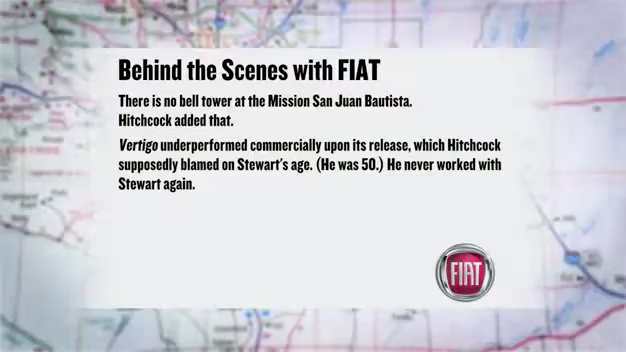 Behind the Scenes with FIAT
There is no bell tower at the Mission San Juan Bautista.
Hitchcock added that.
Vertigo underperformed commercially upon its release, which Hitchcock
supposedly blamed on Stewart's age. (He was 50.) He never worked with
Stewart again.
FIAT